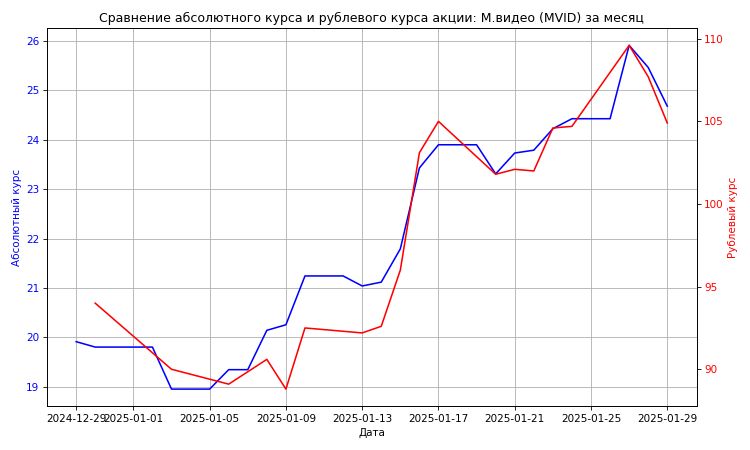 Сравнение абсолютного курса и рублевого курса акции: М.видео (MVID) за месяц
26
25
24
23
22
21
20
19
Абсолютный курс
110
105
100
95
90
Рублевый курс
2024-12-29 2025-01-01 2025-01-05 2025-01-09 2025-01-13 2025-01-17 2025-01-21 2025-01-25 2025-01-29
Дата